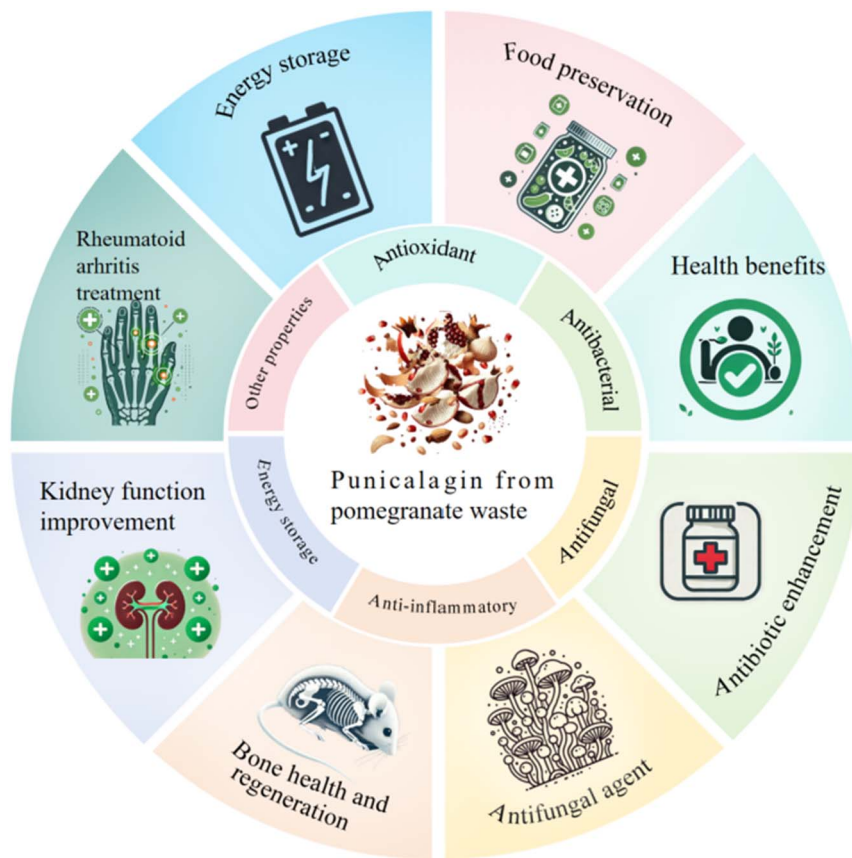 Energy storage
Food preservation
Health benefits
Antibiotic enhancement
Antifungal agent
Bone health and
regeneration
Kidney function
improvement
Rheumatoid
arhritis
treatment
Antioxidant
Antibacterial
Antifungal
Anti-inflammatory
Energy storage
Other properties
Punicalagin from
pomegranate waste